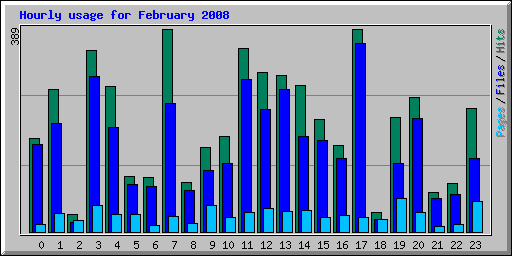 Hourly usage for February 2008
389
Pages / Files / Hits
0 1 2 3 4 5 6 7 8 9 10 11 12 13 14 15 16 17 18 19 20 21 22 23